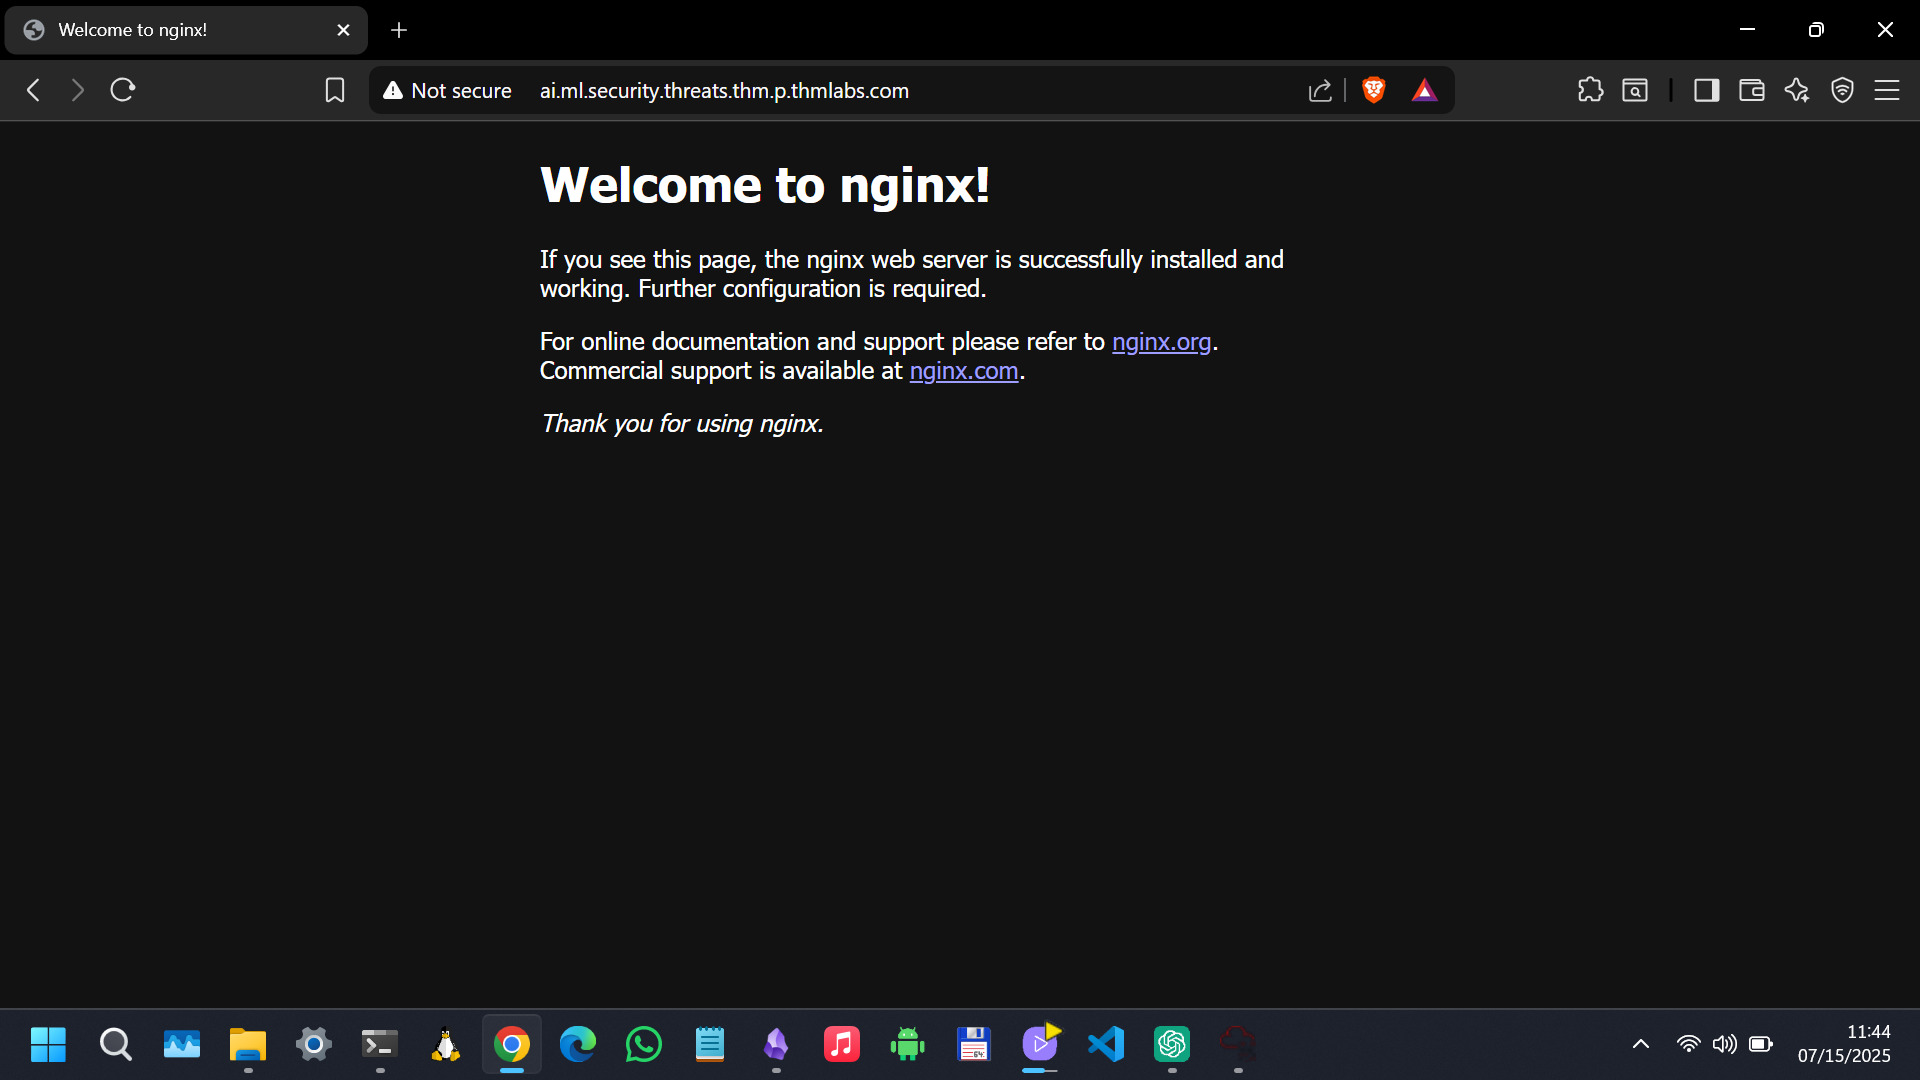 Welcome to nginx!
Not secure
ai.ml.security.threats.thm.p.thmlabs.com
Welcome to nginx!
If you see this page, the nginx web server is successfully installed and
working. Further configuration is required.
For online documentation and support please refer to nginx.org.
Commercial support is available at nginx.com.
Thank you for using nginx.
11:44
07/15/2025